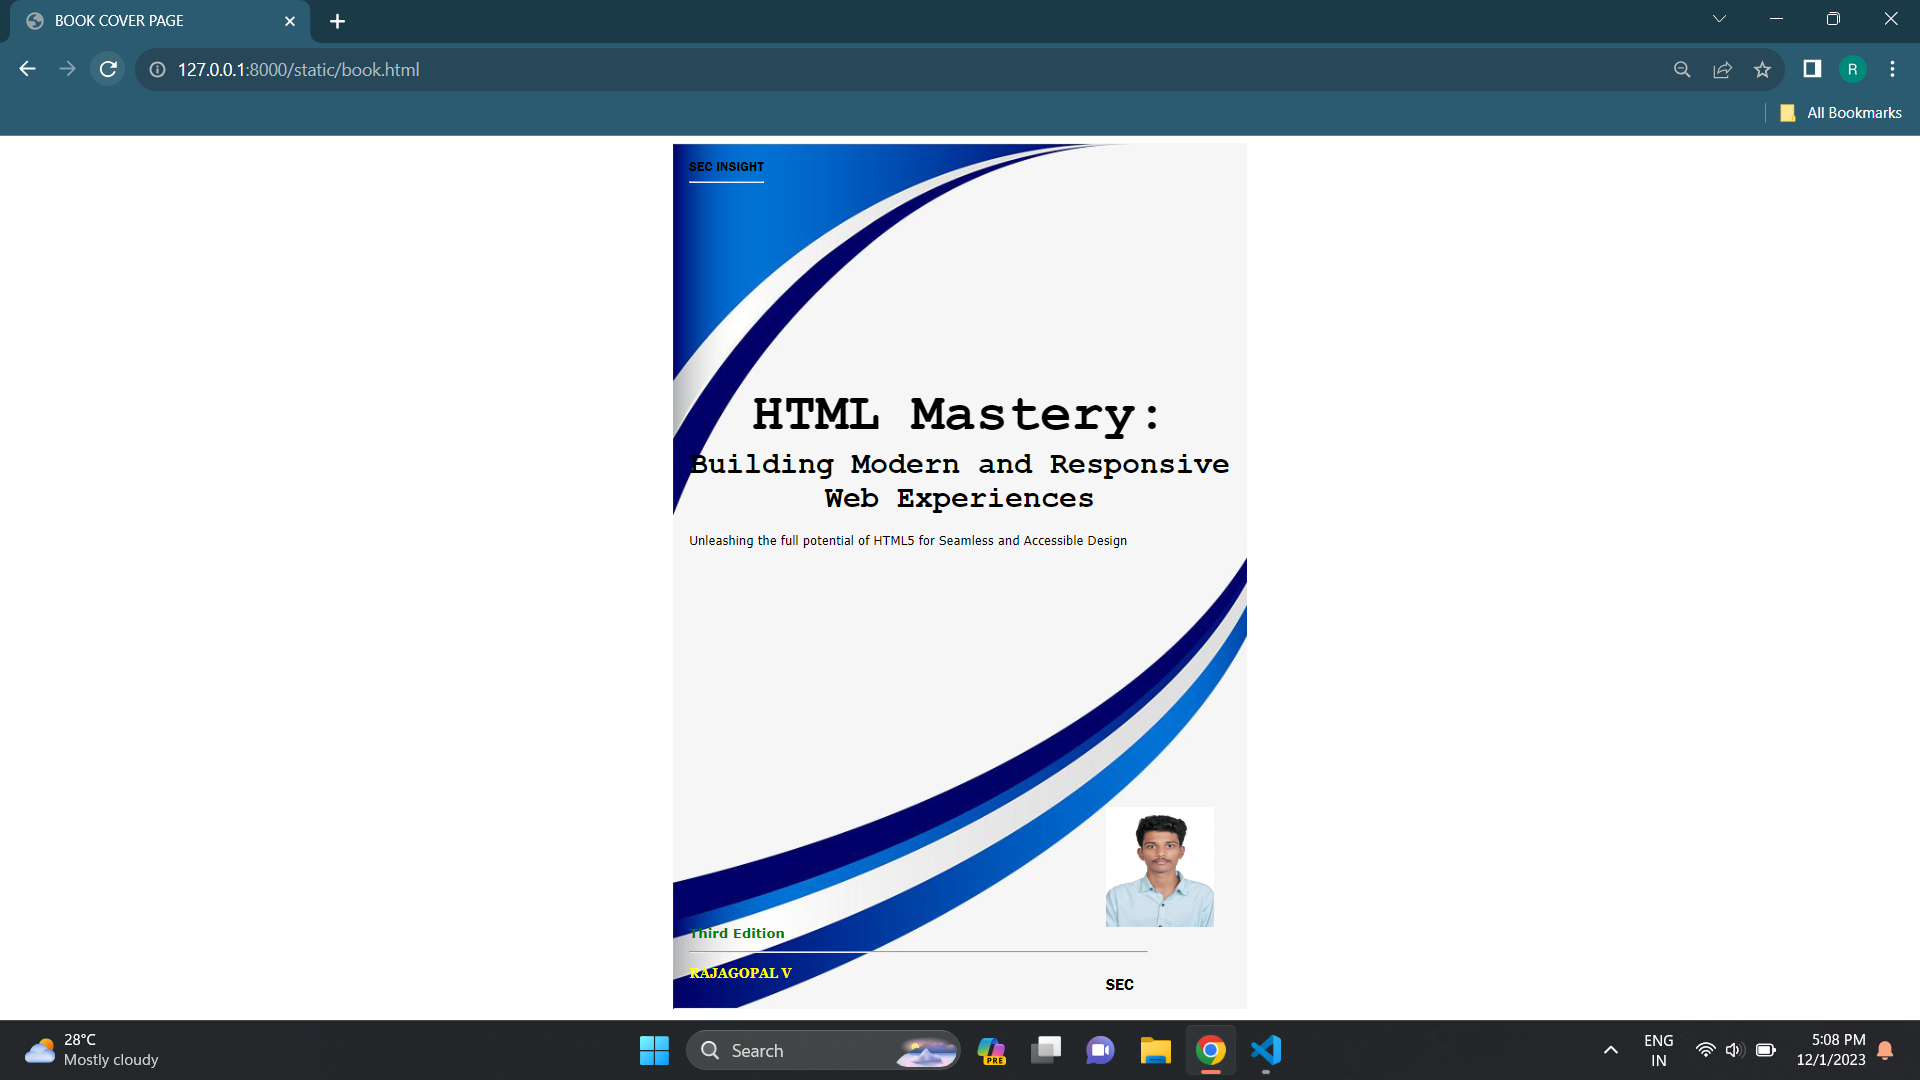 BOOK COVER PAGE
127.0.0.1:8000/static/book.html
R
All Bookmarks
SEC INSIGHT
HTML Mastery:
Building Modern and Responsive
Web Experiences
Unleashing the full potential of HTML5 for Seamless and Accessible Design
Third Edition
RAJAGOPAL V
SEC
28°C
Mostly cloudy
Search
PRE
ENG
IN
5:08 PM
12/1/2023